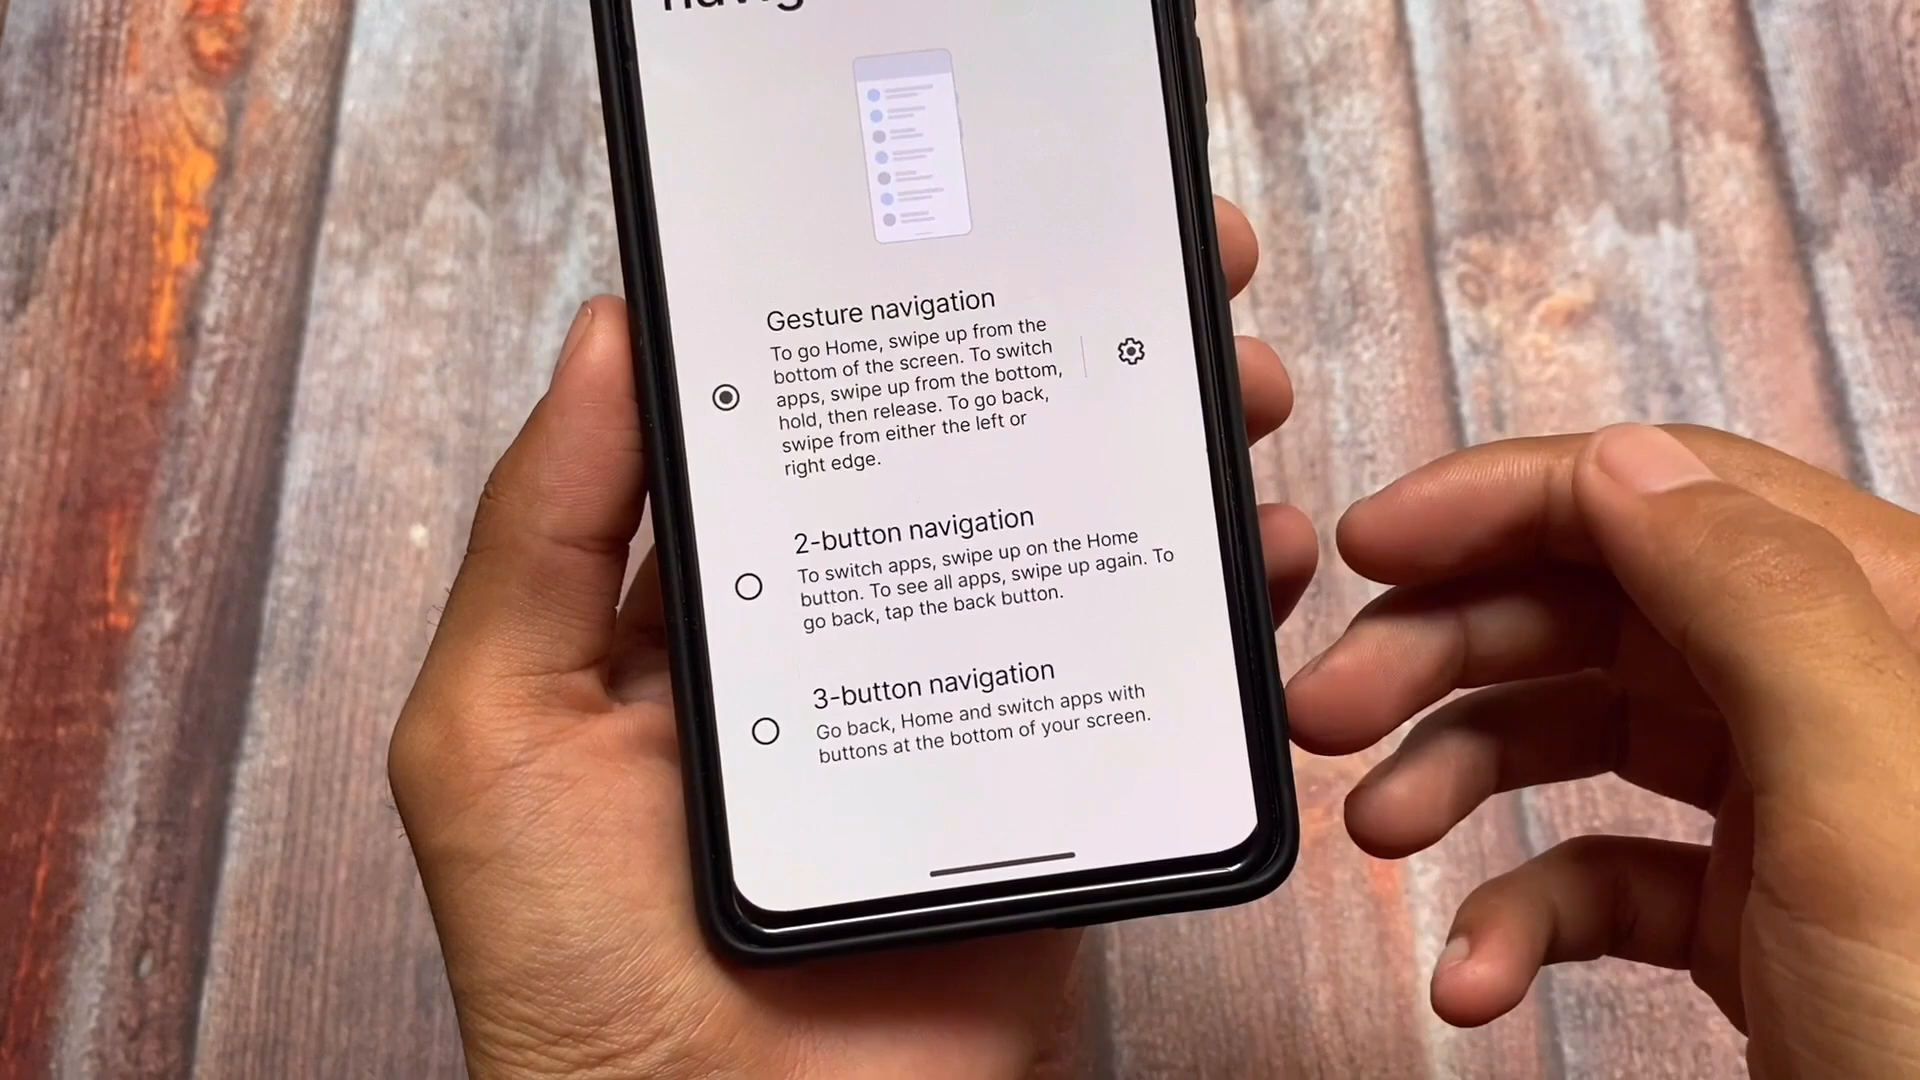 Gesture navigation
To go Home, swipe up from the
bottom of the screen. To switch
apps, swipe up from the bottom,
hold, then release. To go back,
swipe from either the left or
right edge.
2-button navigation
To switch apps, swipe up on the Home
button. To see all apps, swipe up again. To
go back, tap the back button.
3-button navigation
Go back, Home and switch apps with
buttons at the bottom of your screen.